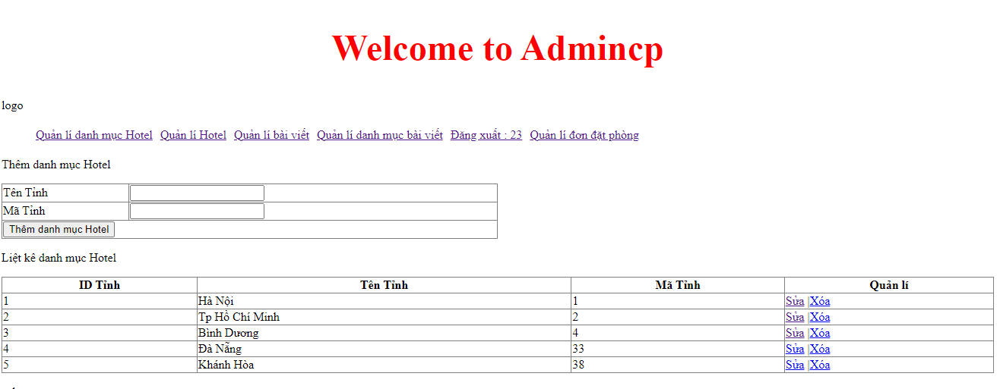 Welcome to Admincp
logo
Quản lí danh mục Hotel Quản lí Hotel Quản lí bài viết Quản lí danh mục bài viết Đăng xuất : 23 Quản lí đơn đặt phòng
Thêm danh mục Hotel
Tên Tỉnh
Mã Tỉnh
Thêm danh mục Hotel
Liệt kê danh mục Hotel
ID Tỉnh Tên Tỉnh Mã Tỉnh Quản lí
1 Hà Nội 1 Sửa |Xóa
2 Tp Hồ Chí Minh 2 Sửa |Xóa
3 Bình Dương 4 Sửa |Xóa
4 Đà Nẵng 33 Sửa |Xóa
5 Khánh Hòa 38 Sửa |Xóa